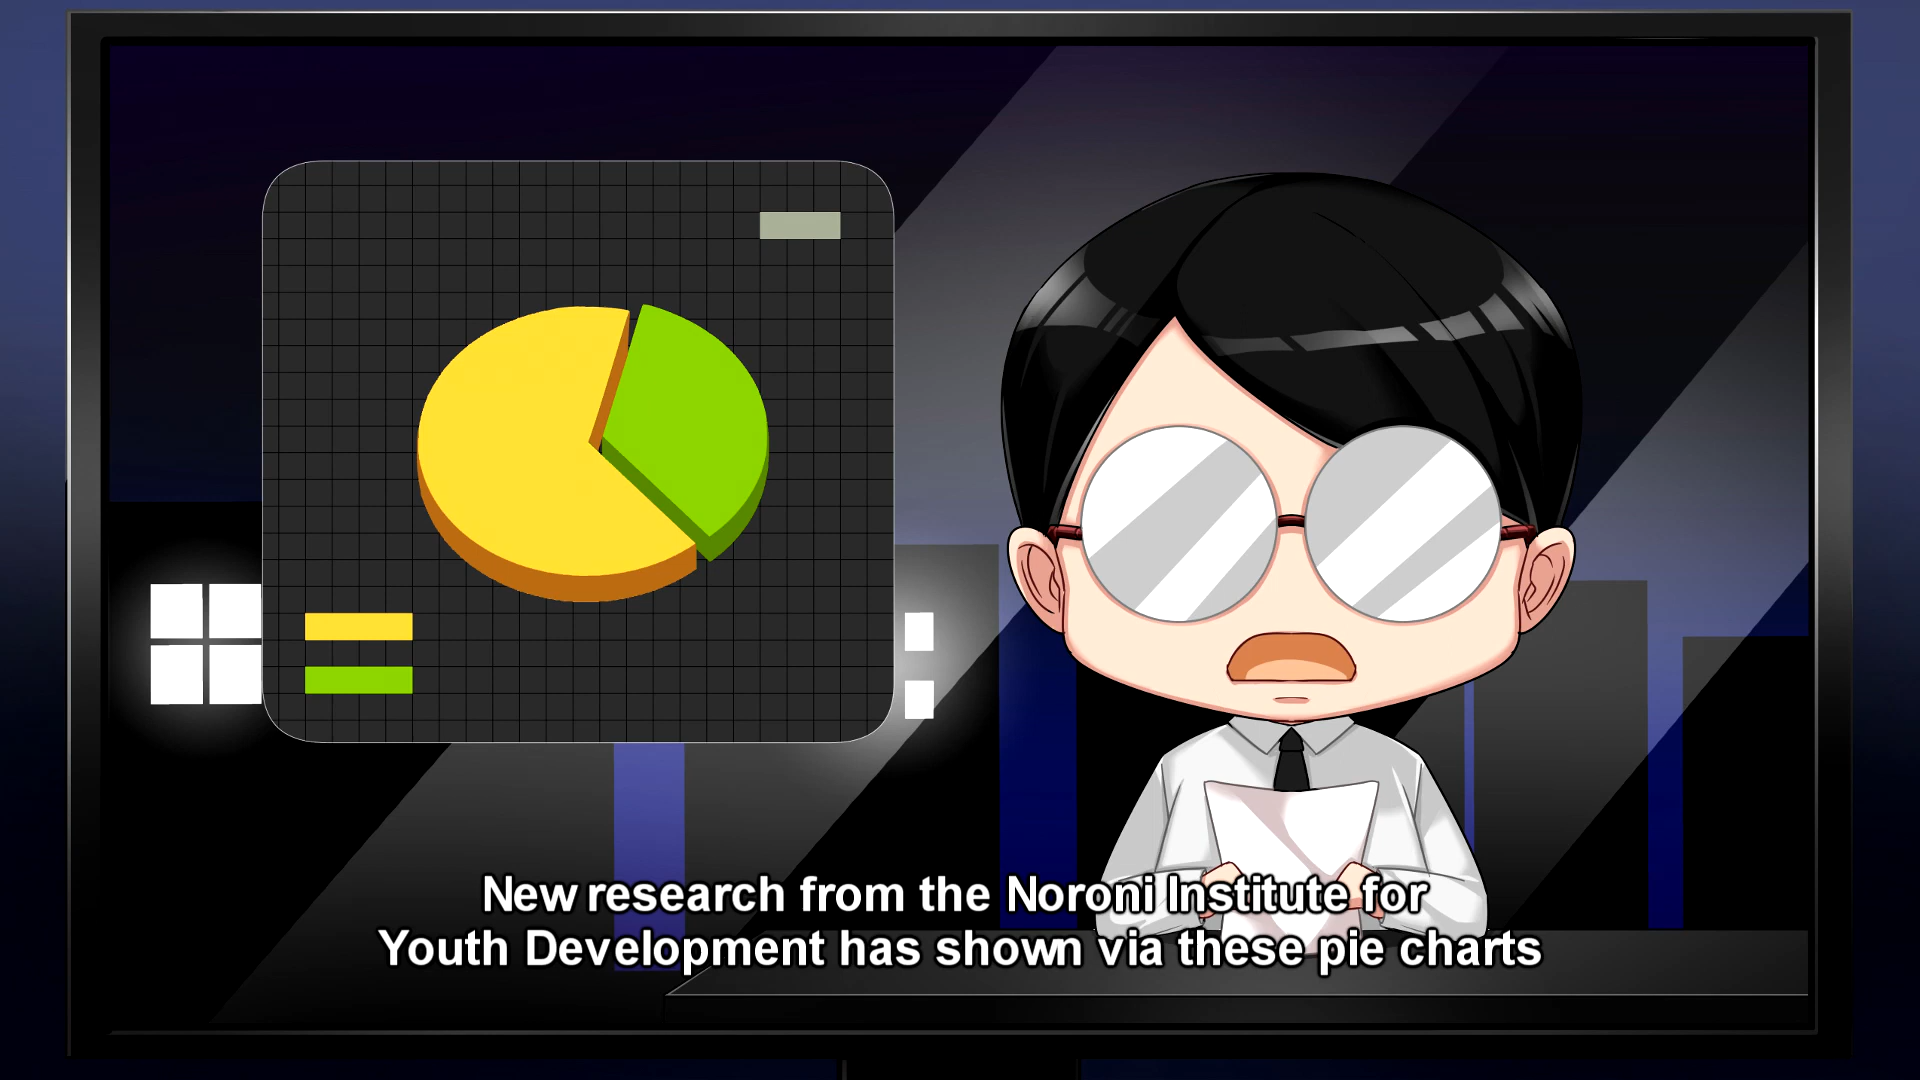 New research from the Noroni Institute for
Youth Development has shown via these pie charts